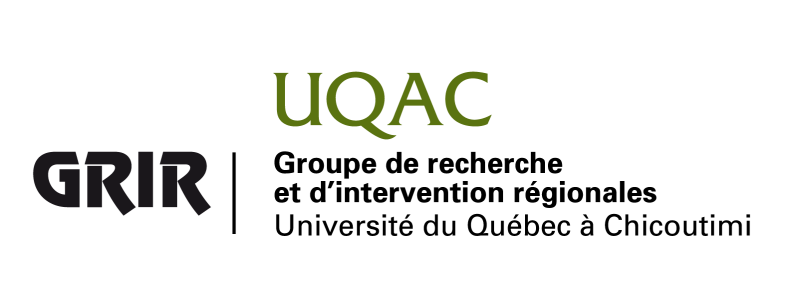 UQAC
GRIR
Groupe de recherche
et d’intervention régionales
Université du Québec à Chicoutimi